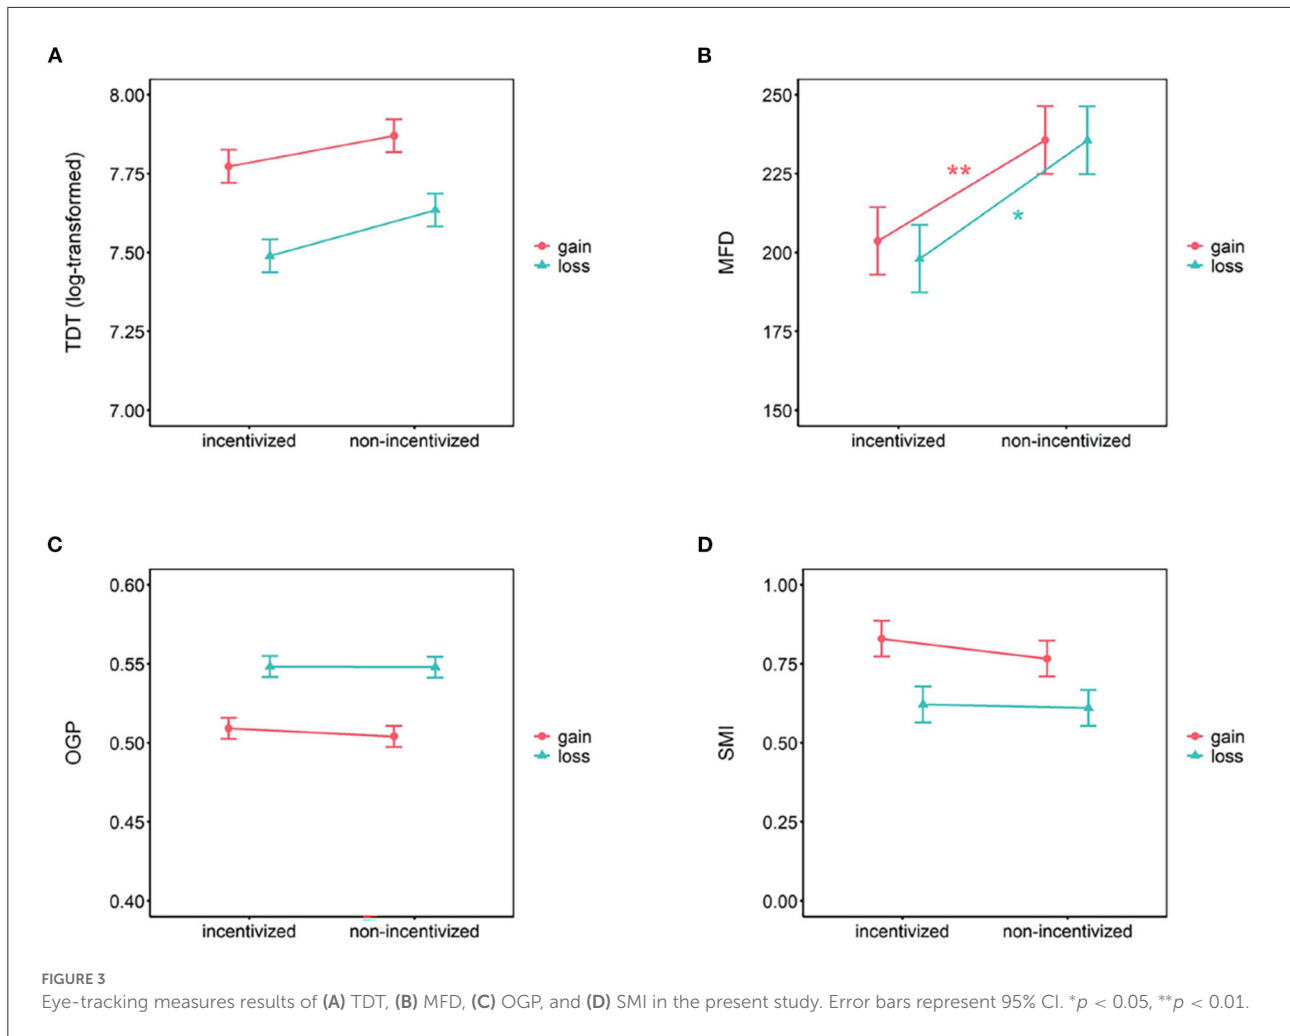 A
8.00
7.75
7.50
7.25
7.00
TDT (log-transformed)
incentivized non-incentivized
gain
loss
B
250
225
200
175
150
MFD
**
*
incentivized non-incentivized
gain
loss
C
0.60
0.55
0.50
0.45
0.40
OGP
incentivized non-incentivized
gain
loss
D
1.00
0.75
0.50
0.25
0.00
SMI
incentivized non-incentivized
gain
loss
FIGURE 3
Eye-tracking measures results of (A) TDT, (B) MFD, (C) OGP, and (D) SMI in the present study. Error bars represent 95% CI. *p < 0.05, **p < 0.01.